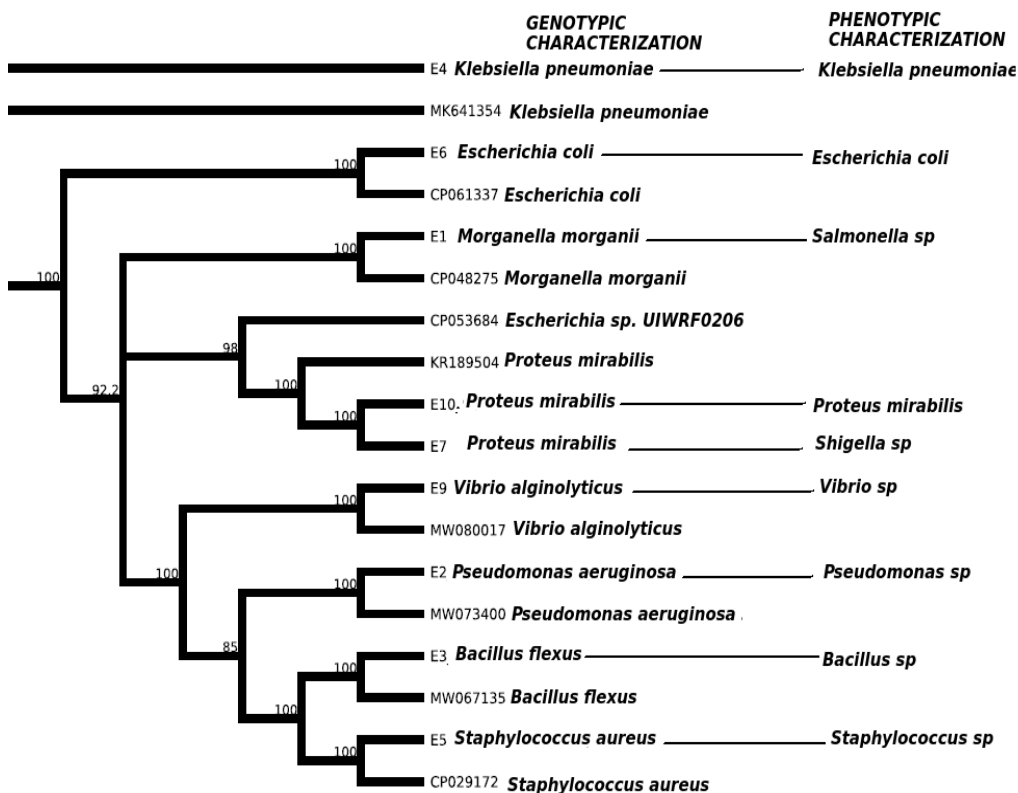 GENOTYPIC CHARACTERIZATION
PHENOTYPIC CHARACTERIZATION
E4 Klebsiella pneumoniae Klebsiella pneumoniae
MK641354 Klebsiella pneumoniae
100 E6 Escherichia coli Escherichia coli
CP061337 Escherichia coli
100 E1 Morganella morganii Salmonella sp
100 CP048275 Morganella morganii
CP053684 Escherichia sp. UIWRF0206
98 KR189504 Proteus mirabilis
100
92,2 E10 Proteus mirabilis Proteus mirabilis
100 E7 Proteus mirabilis Shigella sp
E9 Vibrio alginolyticus Vibrio sp
100 MW080017 Vibrio alginolyticus
100 E2 Pseudomonas aeruginosa Pseudomonas sp
100 MW073400 Pseudomonas aeruginosa
85 E3 Bacillus flexus Bacillus sp
100 MW067135 Bacillus flexus
100 E5 Staphylococcus aureus Staphylococcus sp
100 CP029172 Staphylococcus aureus